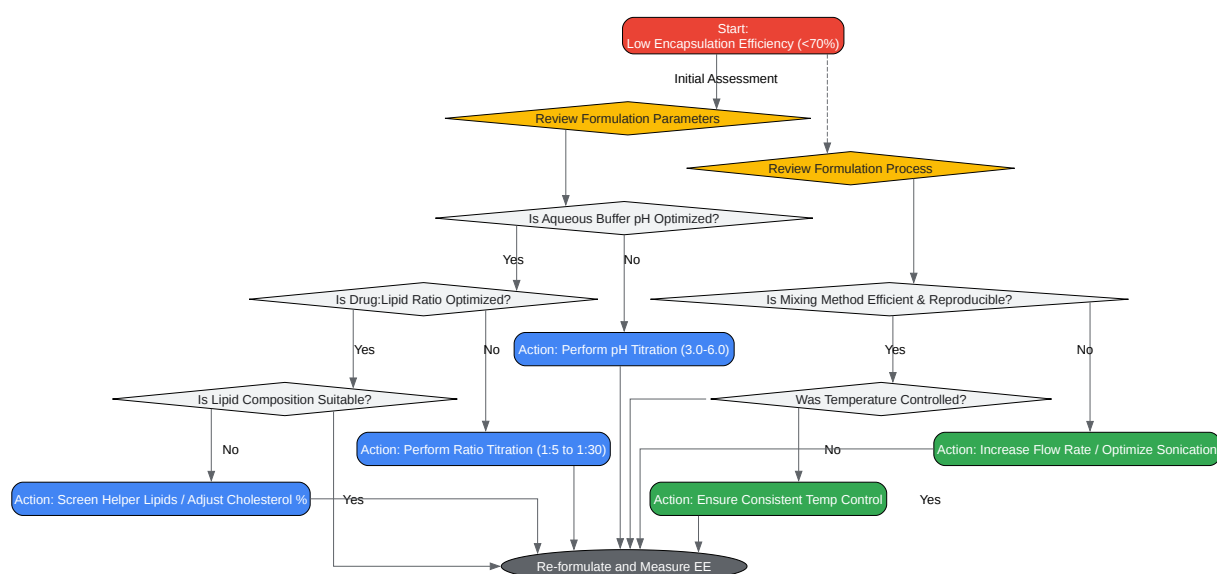 Start:
Low Encapsulation Efficiency (<70%)
Initial Assessment
Review Formulation Parameters
Review Formulation Process
Is Aqueous Buffer pH Optimized?
Yes
No
Is Drug:Lipid Ratio Optimized?
Is Mixing Method Efficient & Reproducible?
Yes
No
Action: Perform pH Titration (3.0-6.0)
Yes
No
Is Lipid Composition Suitable?
Was Temperature Controlled?
No
Action: Perform Ratio Titration (1:5 to 1:30)
No
Action: Increase Flow Rate / Optimize Sonication
Action: Screen Helper Lipids / Adjust Cholesterol %
Yes
Action: Ensure Consistent Temp Control
Yes
Re-formulate and Measure EE